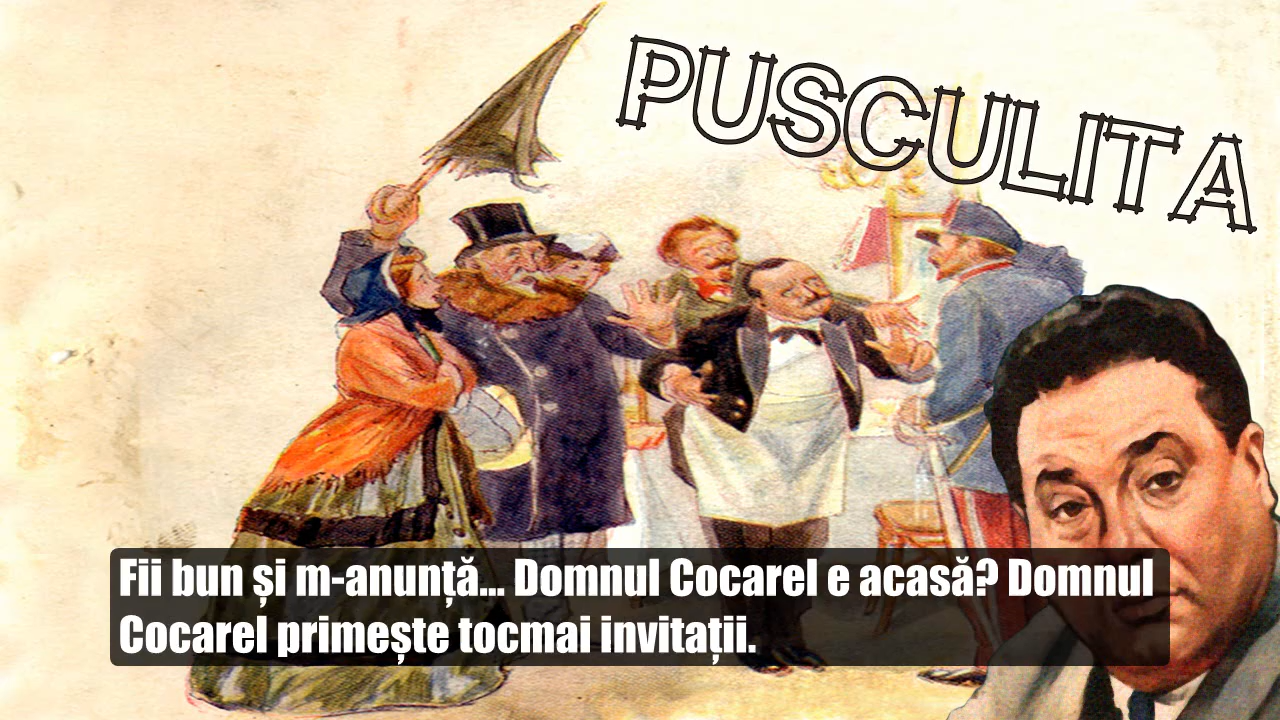 PUSCULITA
Fii bun și m-anunță... Domnul Cocarel e acasă? Domnul
Cocarel primește tocmai invitații.